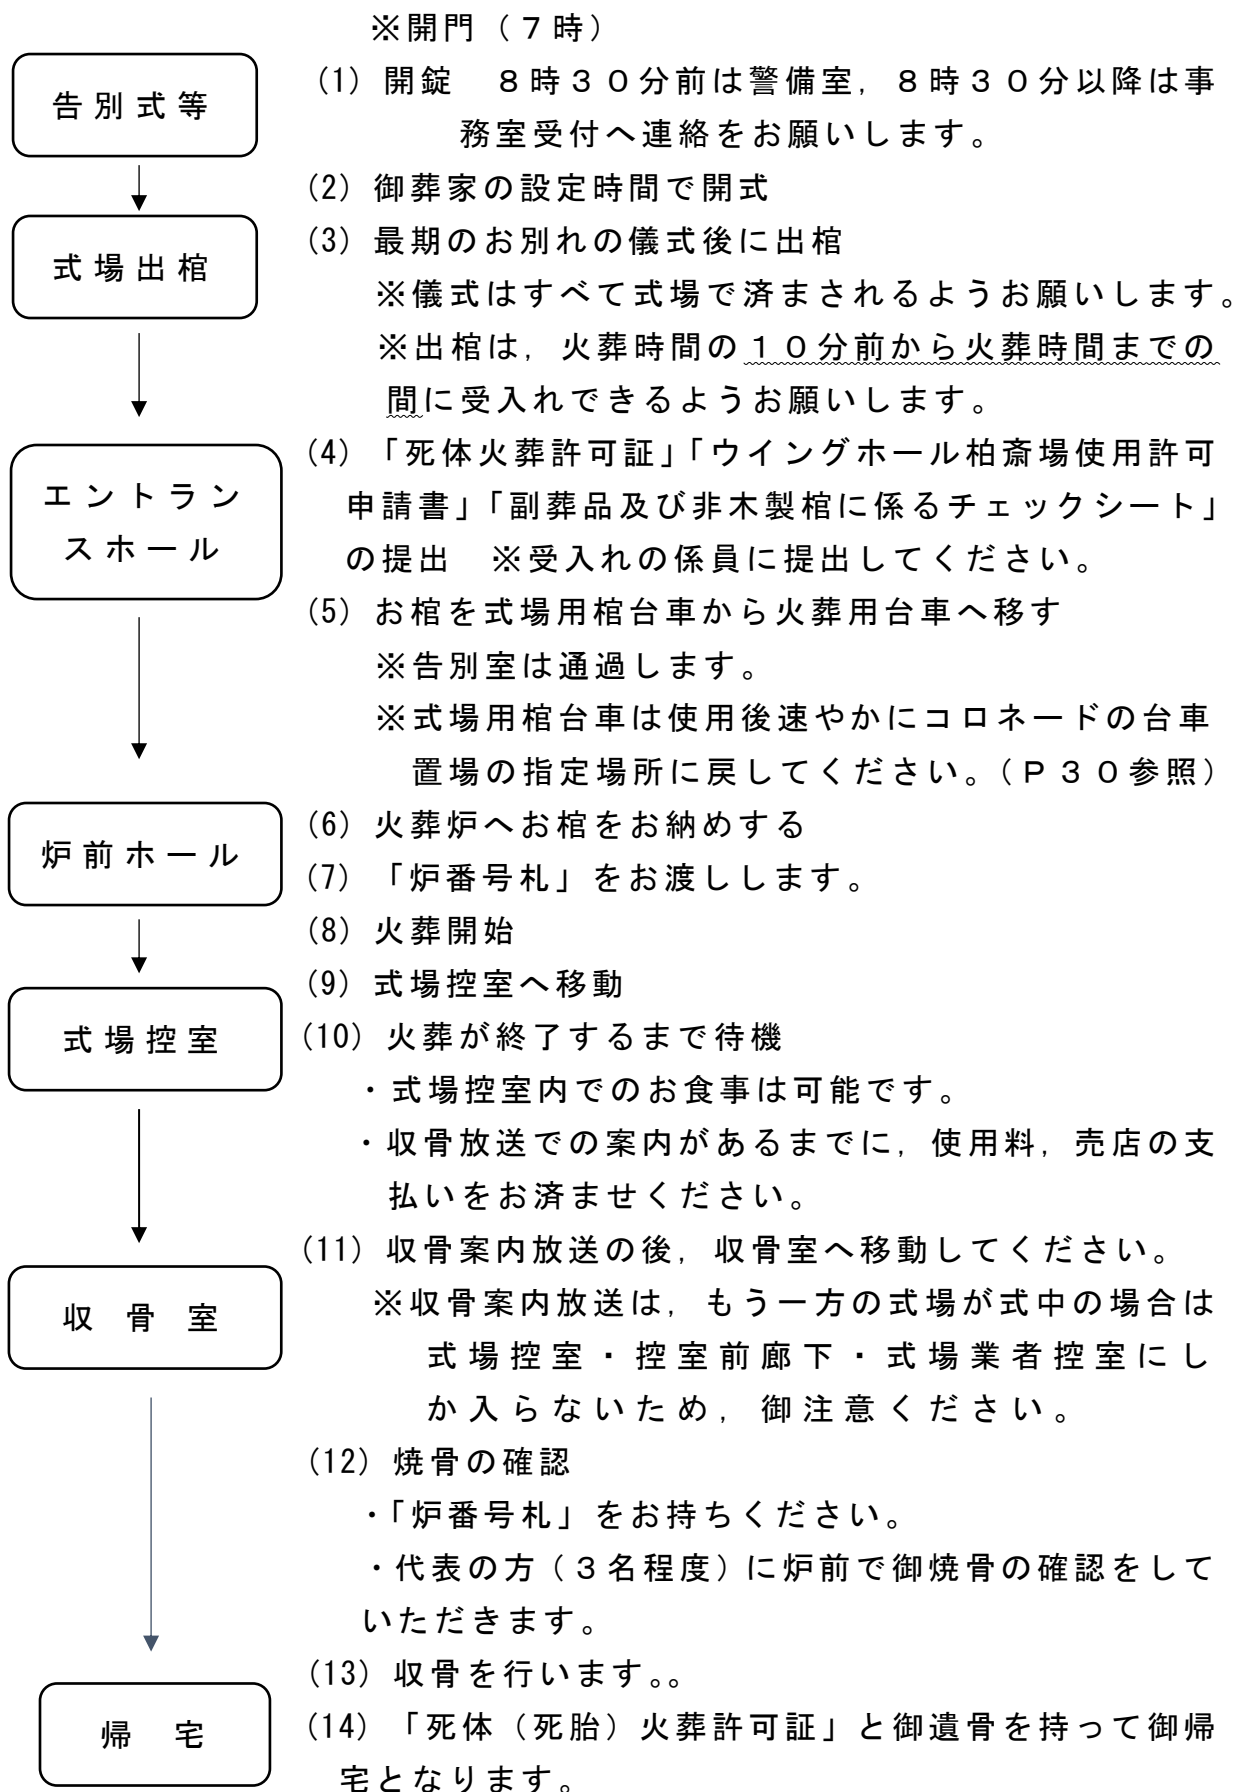 ※開門（７時）
告別式等
(1) 開錠　８時３０分前は警備室，８時３０分以降は事
務室受付へ連絡をお願いします。
(2) 御葬家の設定時間で開式
式場出棺
(3) 最期のお別れの儀式後に出棺
※儀式はすべて式場で済まされるようお願いします。
※出棺は，火葬時間の１０分前から火葬時間までの
間に受入れできるようお願いします。
エントラン
スホール
(4) 「死体火葬許可証」「ウイングホール柏斎場使用許可
申請書」「副葬品及び非木製棺に係るチェックシート」
の提出　※受入れの係員に提出してください。
(5) お棺を式場用棺台車から火葬用台車へ移す
※告別室は通過します。
※式場用棺台車は使用後速やかにコロネードの台車
置場の指定場所に戻してください。（Ｐ３０参照）
炉前ホール
(6) 火葬炉へお棺をお納めする
(7) 「炉番号札」をお渡しします。
(8) 火葬開始
(9) 式場控室へ移動
式場控室
(10) 火葬が終了するまで待機
・式場控室内でのお食事は可能です。
・収骨放送での案内があるまでに，使用料，売店の支
払いをお済ませください。
(11) 収骨案内放送の後，収骨室へ移動してください。
収　骨　室
※収骨案内放送は，もう一方の式場が式中の場合は
式場控室・控室前廊下・式場業者控室にし
か入らないため，御注意ください。
(12) 焼骨の確認
・「炉番号札」をお持ちください。
・代表の方（３名程度）に炉前で御焼骨の確認をして
いただきます。
(13) 収骨を行います。。
帰　宅
(14) 「死体（死胎）火葬許可証」と御遺骨を持って御帰
宅となります。